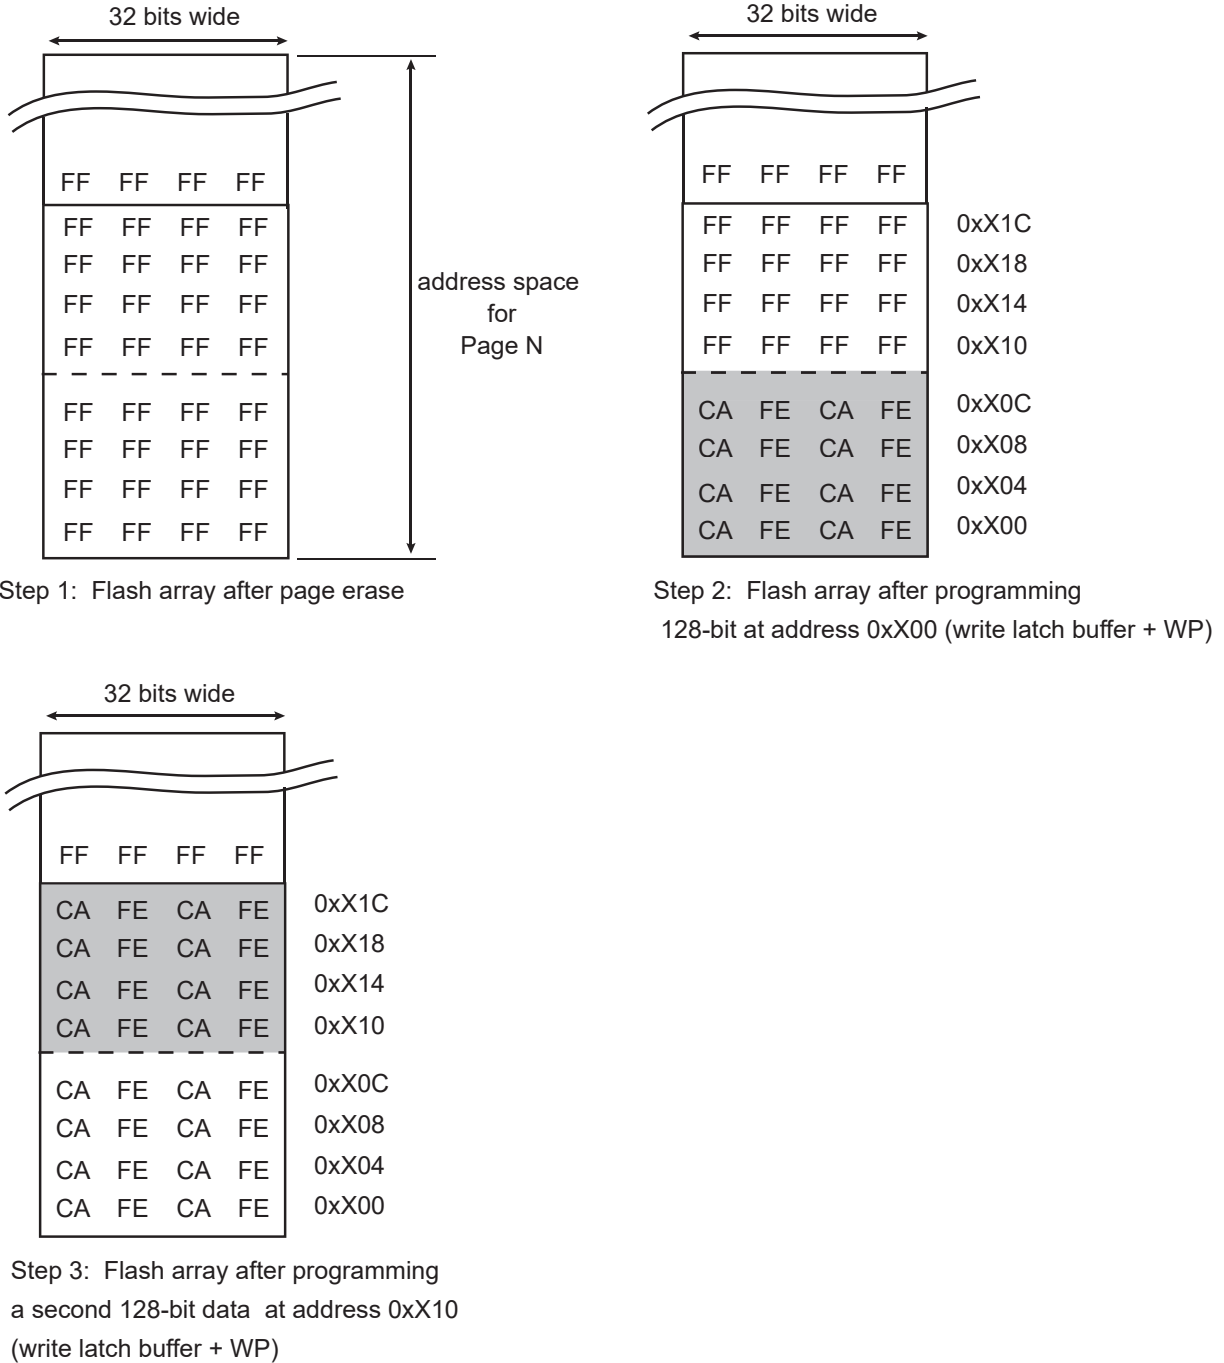 32 bits wide
FF FF FF FF
FF FF FF FF
FF FF FF FF
FF FF FF FF
FF FF FF FF
FF FF FF FF
FF FF FF FF
FF FF FF FF
FF FF FF FF
address space
for
Page N
Step 1: Flash array after page erase
32 bits wide
FF FF FF FF
FF FF FF FF 0xX1C
FF FF FF FF 0xX18
FF FF FF FF 0xX14
FF FF FF FF 0xX10
CA FE CA FE 0xX0C
CA FE CA FE 0xX08
CA FE CA FE 0xX04
CA FE CA FE 0xX00
Step 2: Flash array after programming
128-bit at address 0xX00 (write latch buffer + WP)
32 bits wide
FF FF FF FF
CA FE CA FE 0xX1C
CA FE CA FE 0xX18
CA FE CA FE 0xX14
CA FE CA FE 0xX10
CA FE CA FE 0xX0C
CA FE CA FE 0xX08
CA FE CA FE 0xX04
CA FE CA FE 0xX00
Step 3: Flash array after programming
a second 128-bit data at address 0xX10
(write latch buffer + WP)